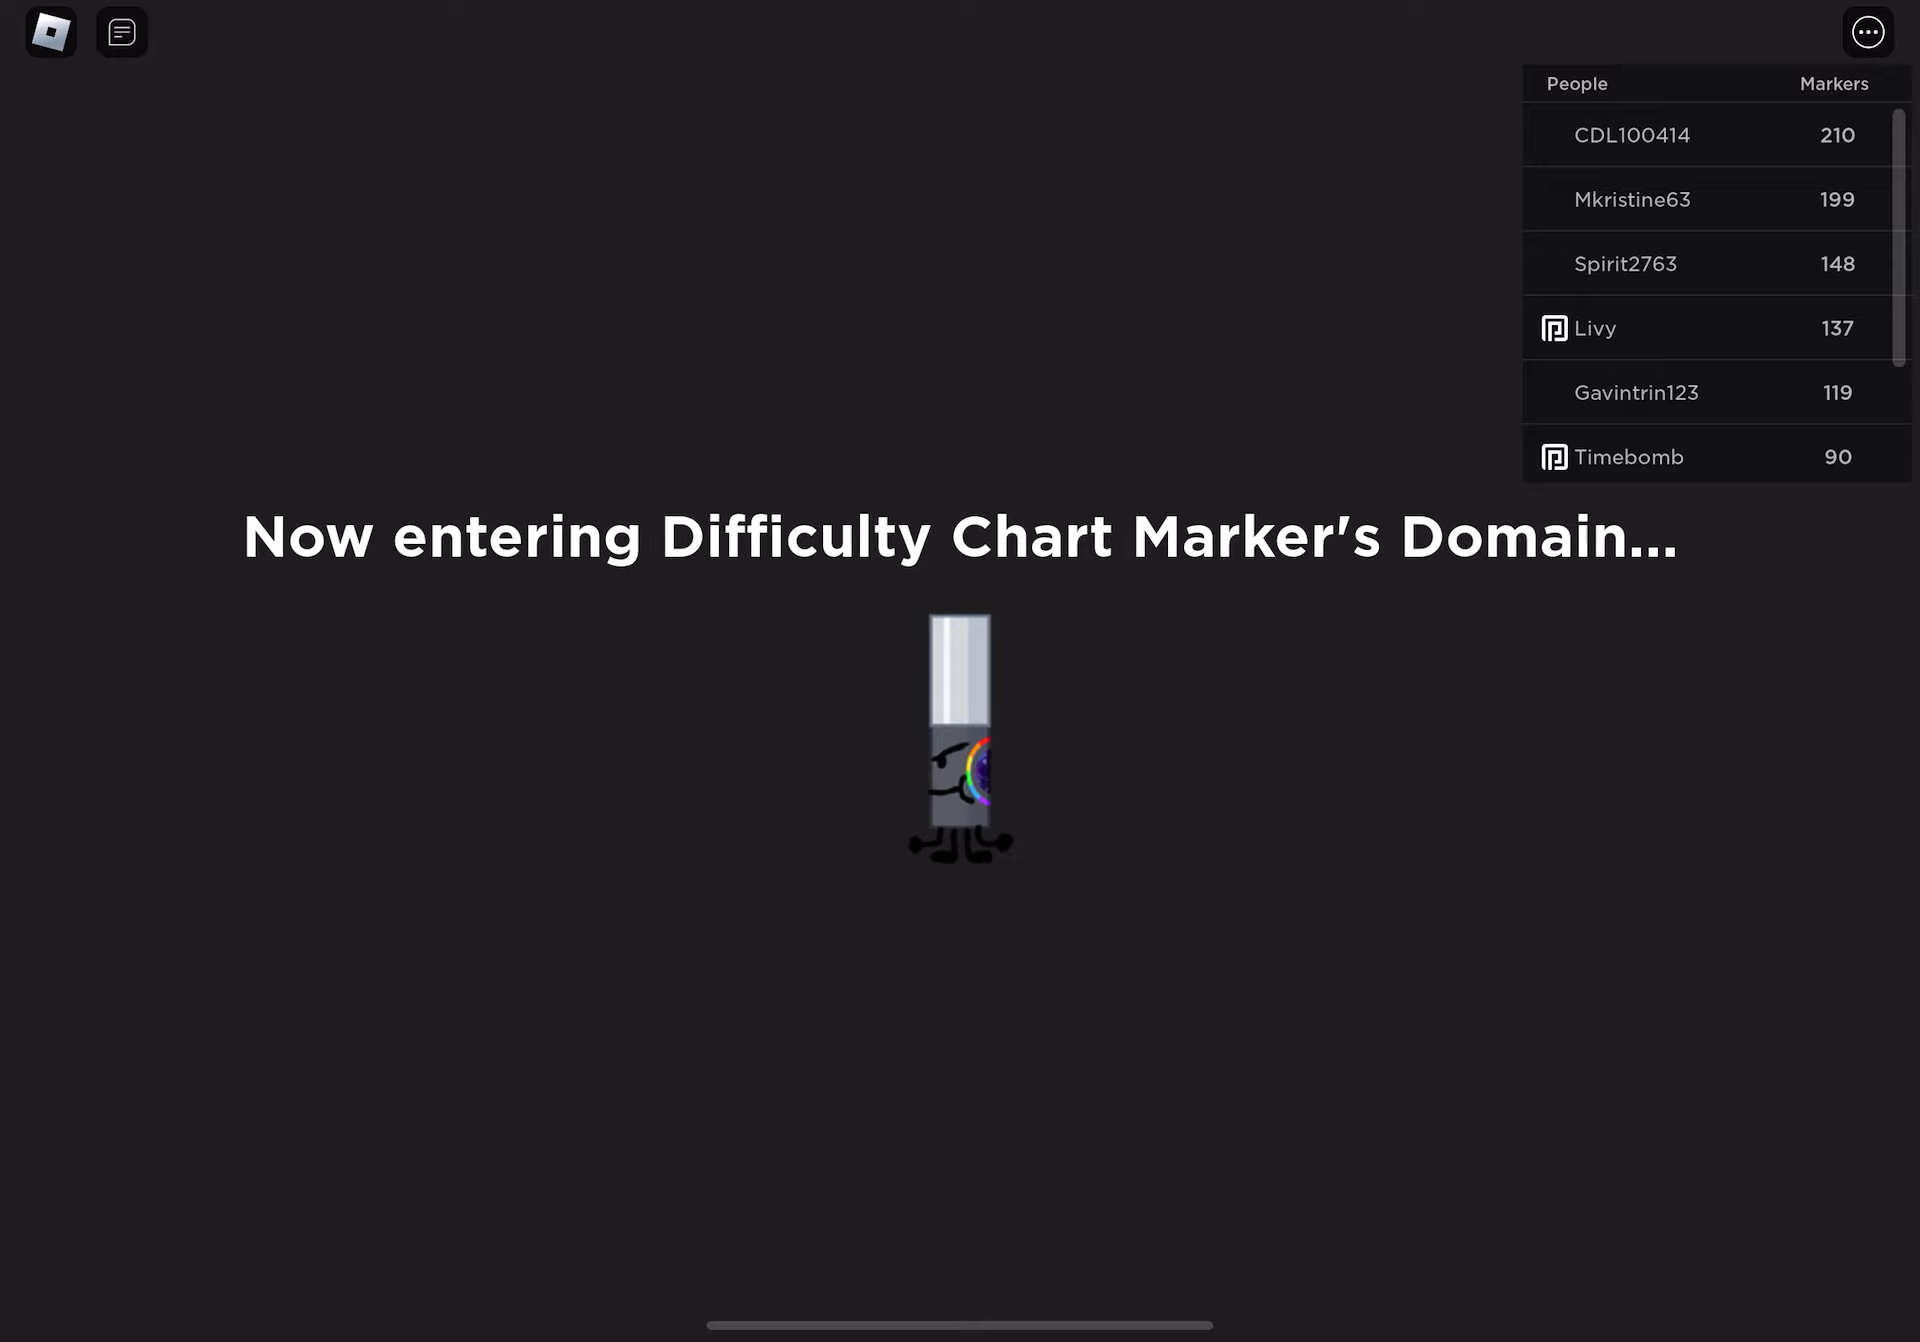 People Markers
CDL100414 210
Mkristine63 199
Spirit2763 148
Livy 137
Gavintrin123 119
Timebomb 90
Now entering Difficulty Chart Marker's Domain...